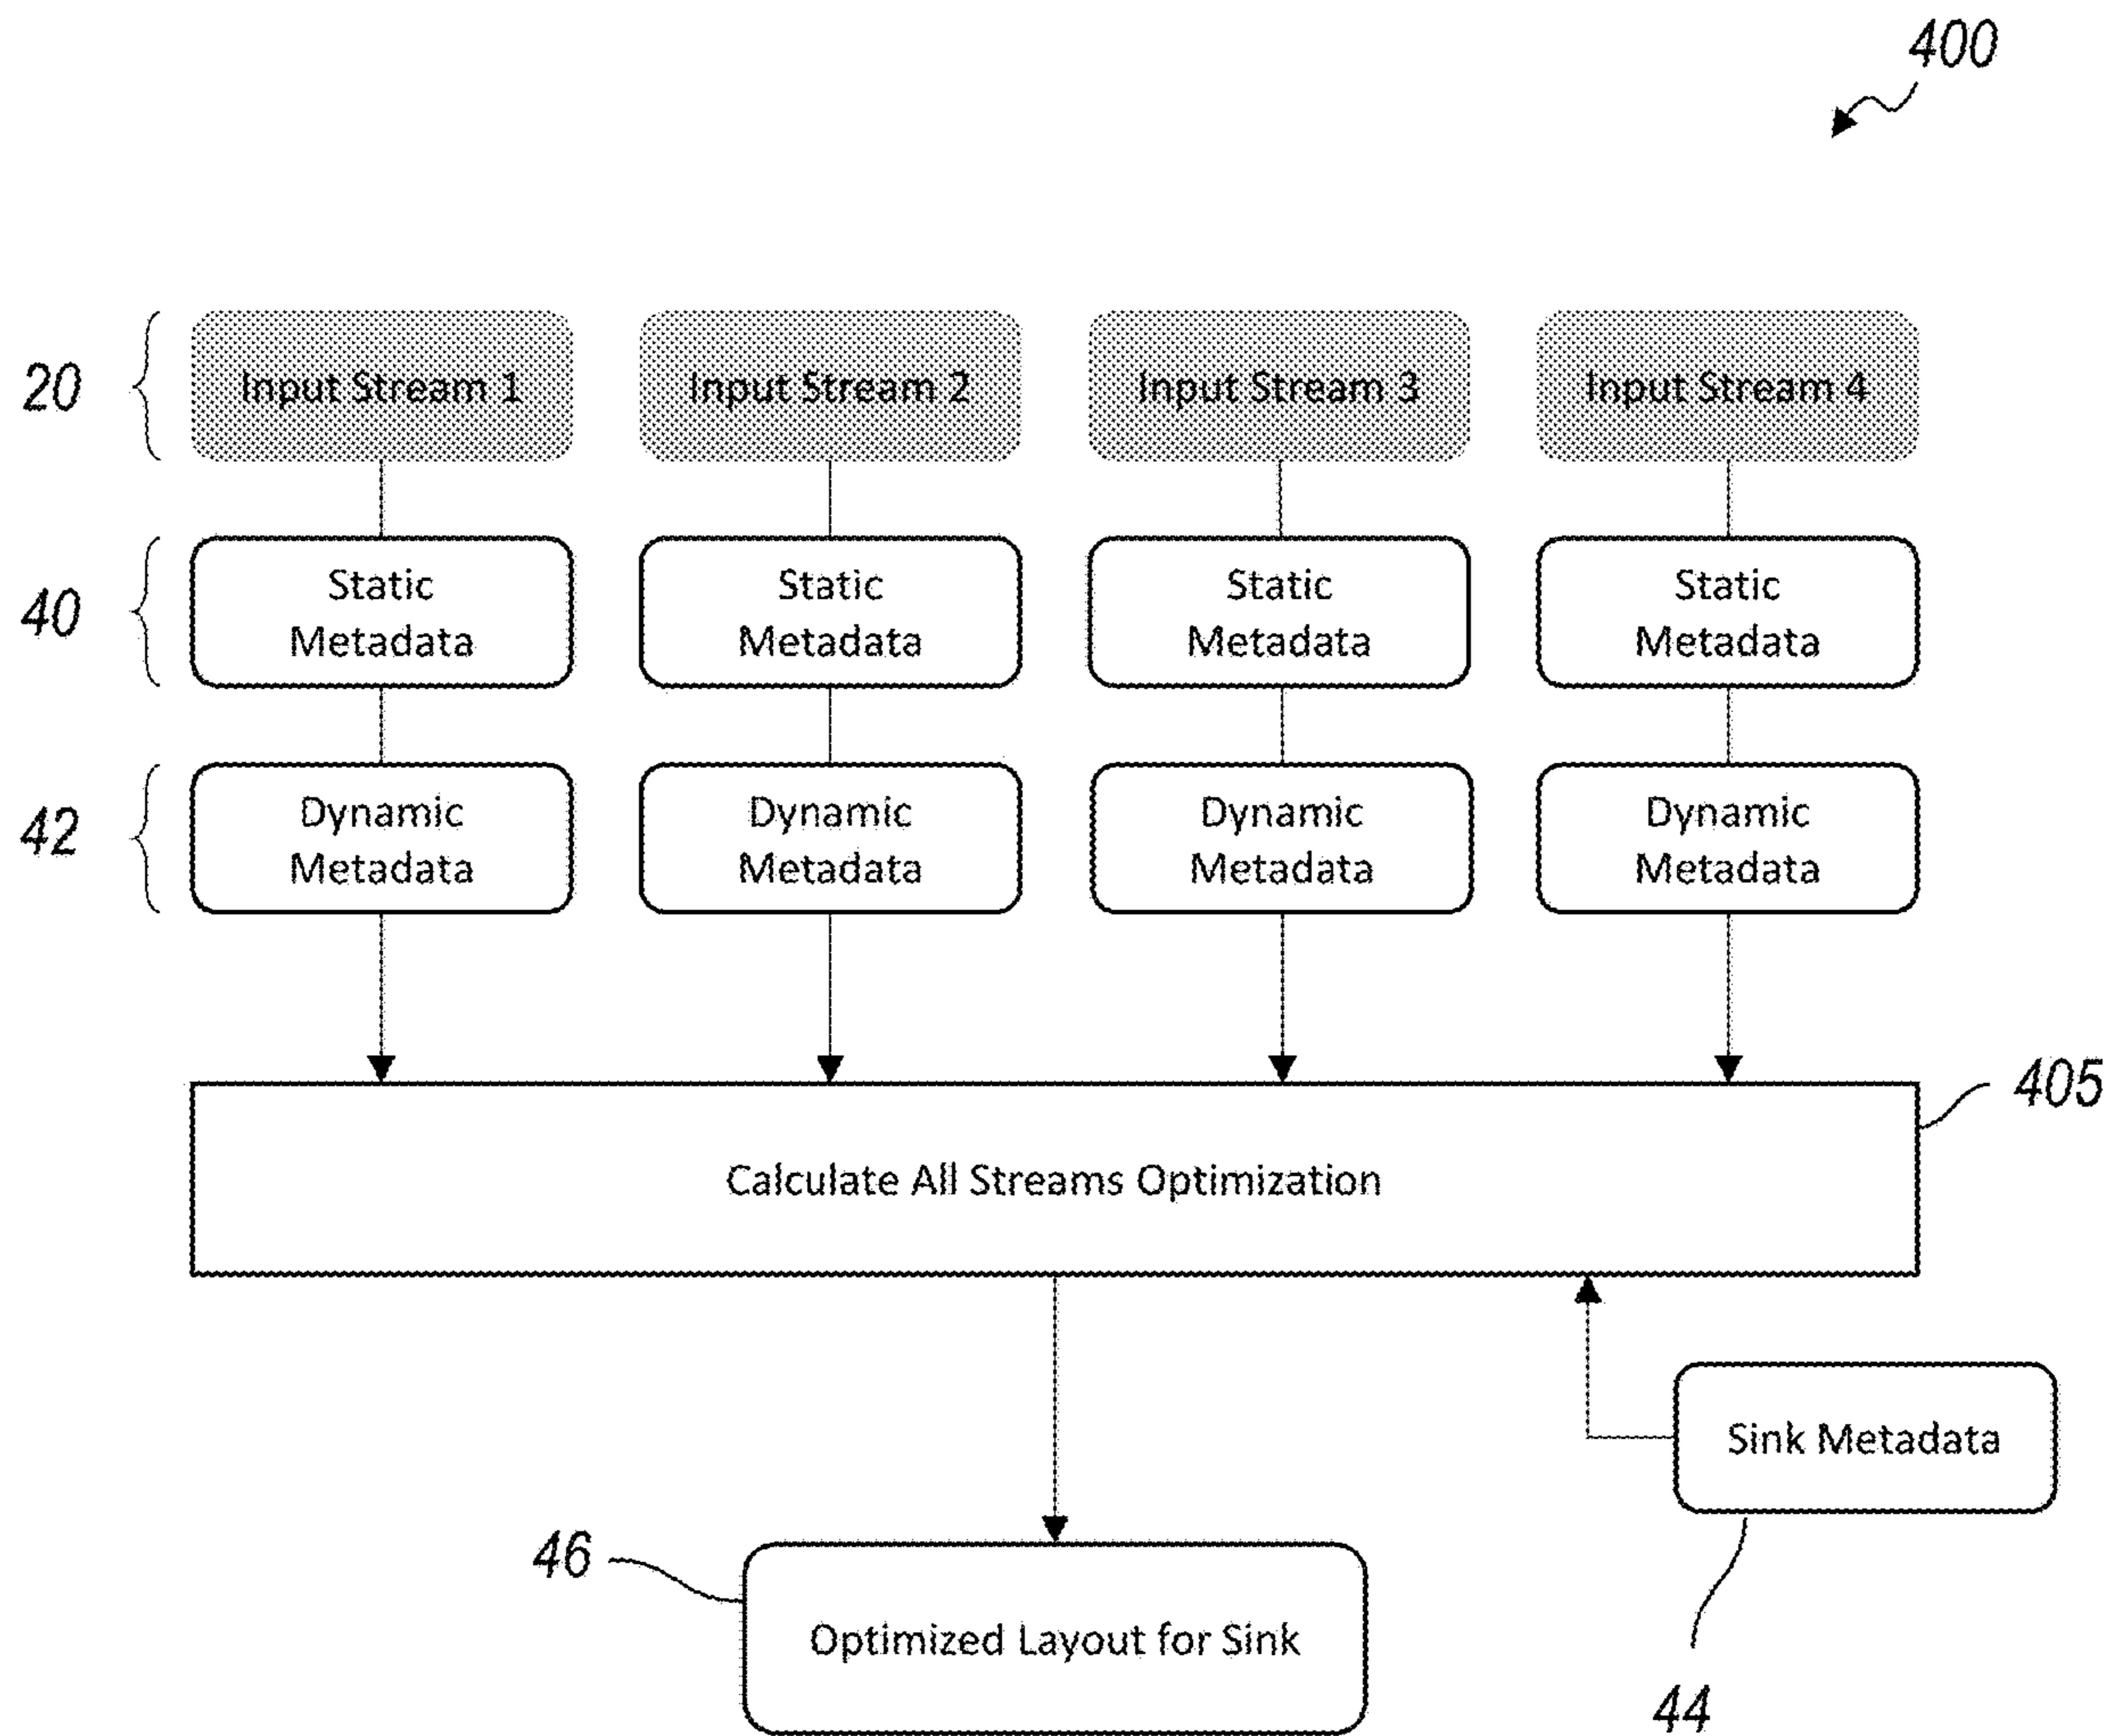 400
20
Input Stream 1
Input Stream 2
Input Stream 3
Input Stream 4
40
Static
Metadata
Static
Metadata
Static
Metadata
Static
Metadata
42
Dynamic
Metadata
Dynamic
Metadata
Dynamic
Metadata
Dynamic
Metadata
405
Calculate All Streams Optimization
Sink Metadata
46
Optimized Layout for Sink
44